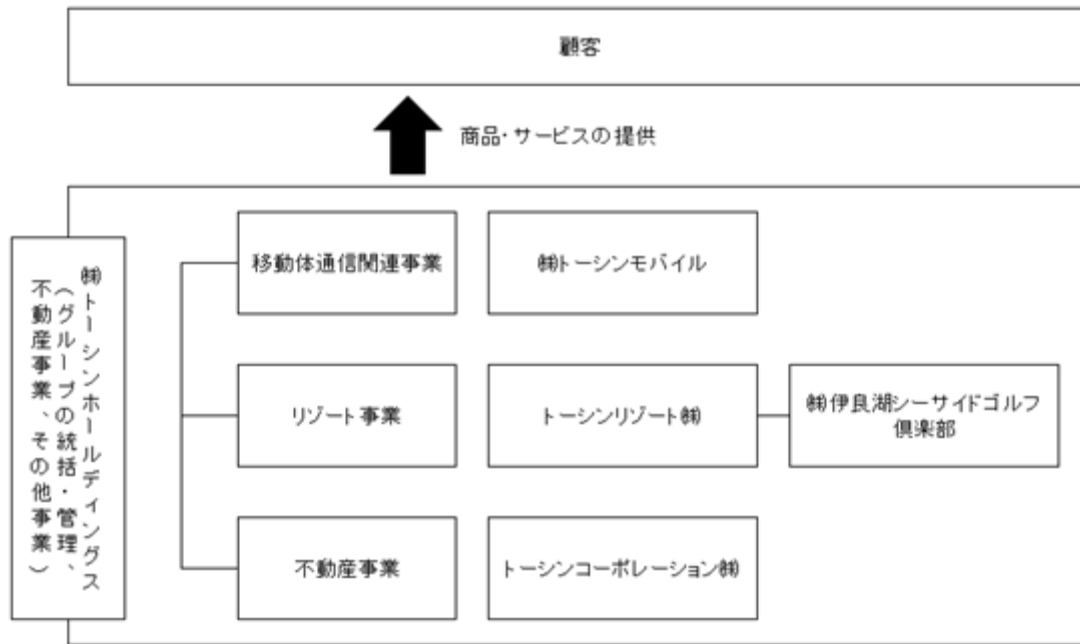 顧客
商品・サービスの提供
㈱トーシンホールディングス
（グループの統括・管理、
不動産事業、その他事業）
移動体通信関連事業
㈱トーシンモバイル
リゾート事業
トーシンリゾート㈱
㈱伊良湖シーサイドゴルフ
倶楽部
不動産事業
トーシンコーポレーション㈱